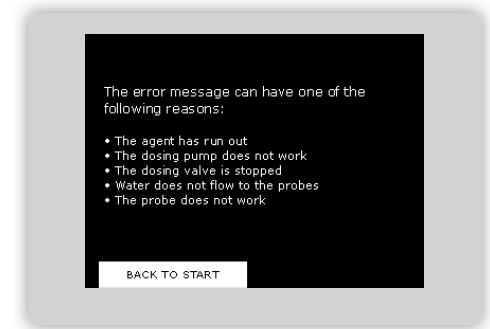 The error message can have one of the
following reasons:
• The agent has run out
• The dosing pump does not work
• The dosing valve is stopped
• Water does not flow to the probes
• The probe does not work
BACK TO START